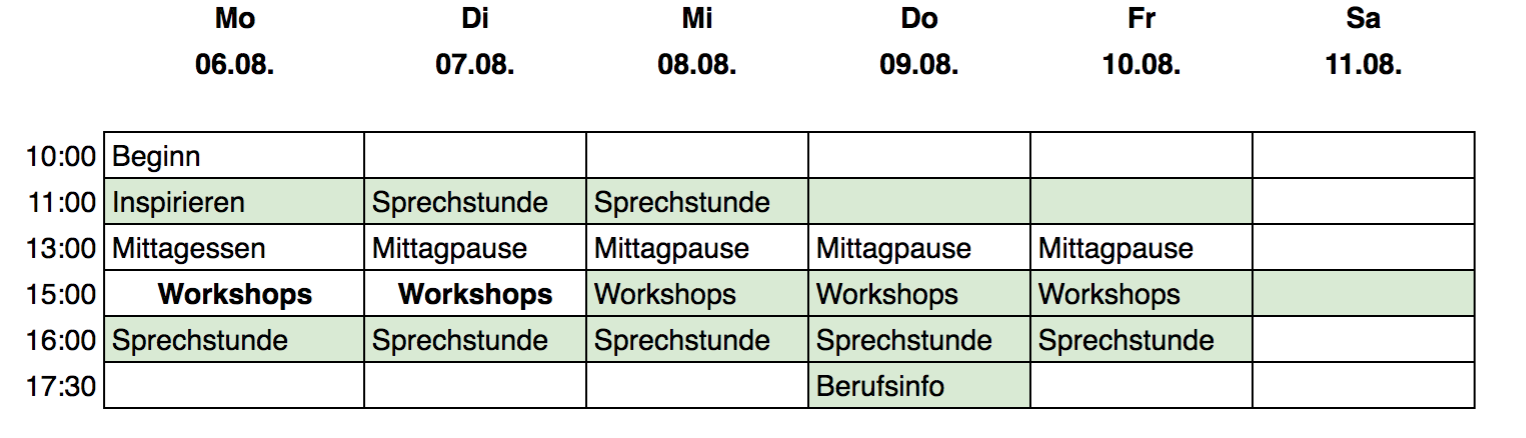 Mo Di Mi Do Fr Sa
06.08. 07.08. 08.08. 09.08. 10.08. 11.08.
10:00 Beginn
11:00 Inspirieren Sprechstunde Sprechstunde
13:00 Mittagessen Mittagpause Mittagpause Mittagpause Mittagpause
15:00 Workshops Workshops Workshops Workshops Workshops
16:00 Sprechstunde Sprechstunde Sprechstunde Sprechstunde Sprechstunde
17:30 Berufsinfo